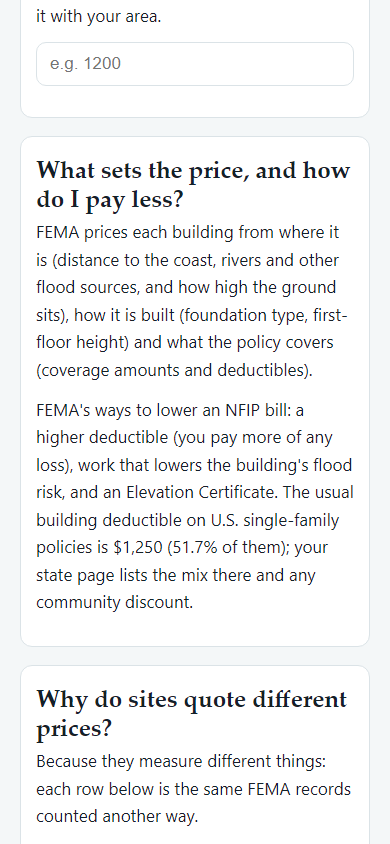 it with your area.
e.g. 1200
What sets the price, and how
do I pay less?
FEMA prices each building from where it
is (distance to the coast, rivers and other
flood sources, and how high the ground
sits), how it is built (foundation type, first-
floor height) and what the policy covers
(coverage amounts and deductibles).
FEMA's ways to lower an NFIP bill: a
higher deductible (you pay more of any
loss), work that lowers the building's flood
risk, and an Elevation Certificate. The usual
building deductible on U.S. single-family
policies is $1,250 (51.7% of them); your
state page lists the mix there and any
community discount.
Why do sites quote different
prices?
Because they measure different things:
each row below is the same FEMA records
counted another way.